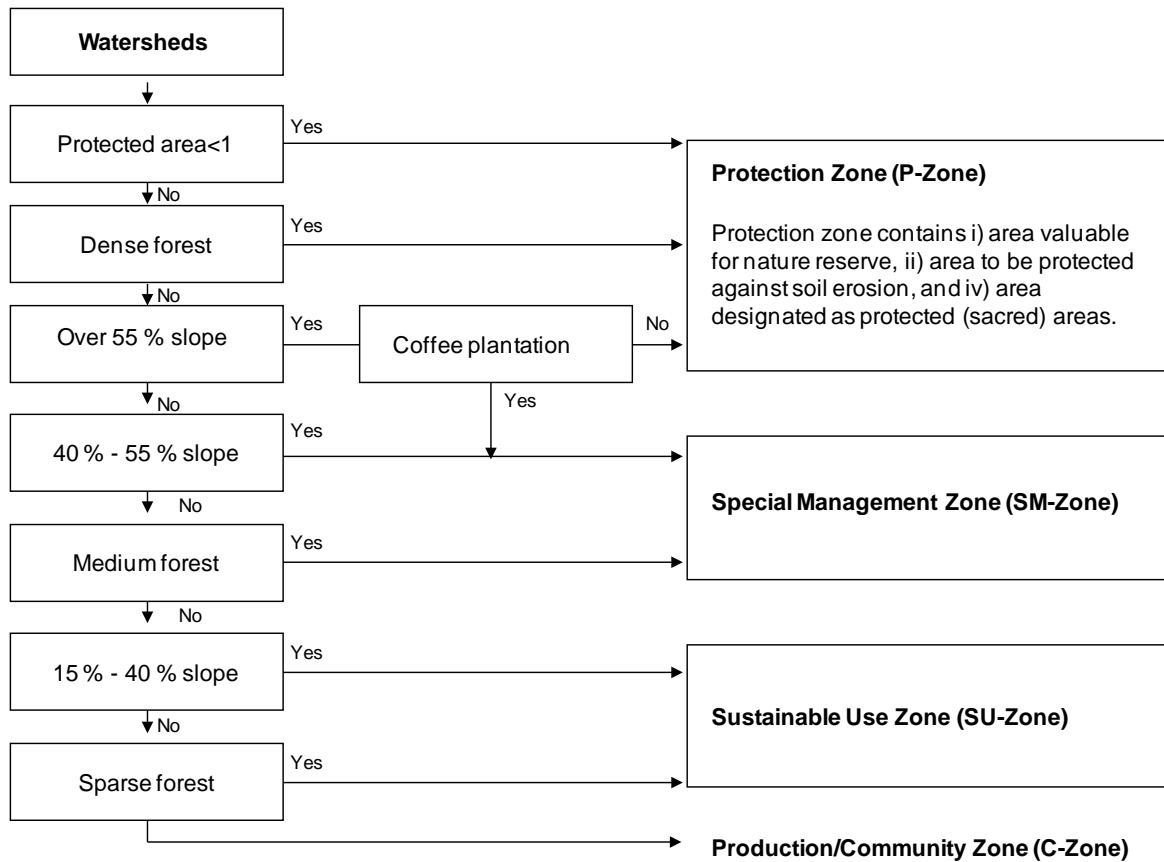 Watersheds
Protected area<1
Yes
No
Dense forest
Yes
No
Over 55 % slope
Yes
Coffee plantation
No
Yes
No
40 % - 55 % slope
Yes
No
Medium forest
Yes
No
15 % - 40 % slope
Yes
No
Sparse forest
Yes
Protection Zone (P-Zone)
Protection zone contains i) area valuable
for nature reserve, ii) area to be protected
against soil erosion, and iv) area
designated as protected (sacred) areas.
Special Management Zone (SM-Zone)
Sustainable Use Zone (SU-Zone)
Production/Community Zone (C-Zone)